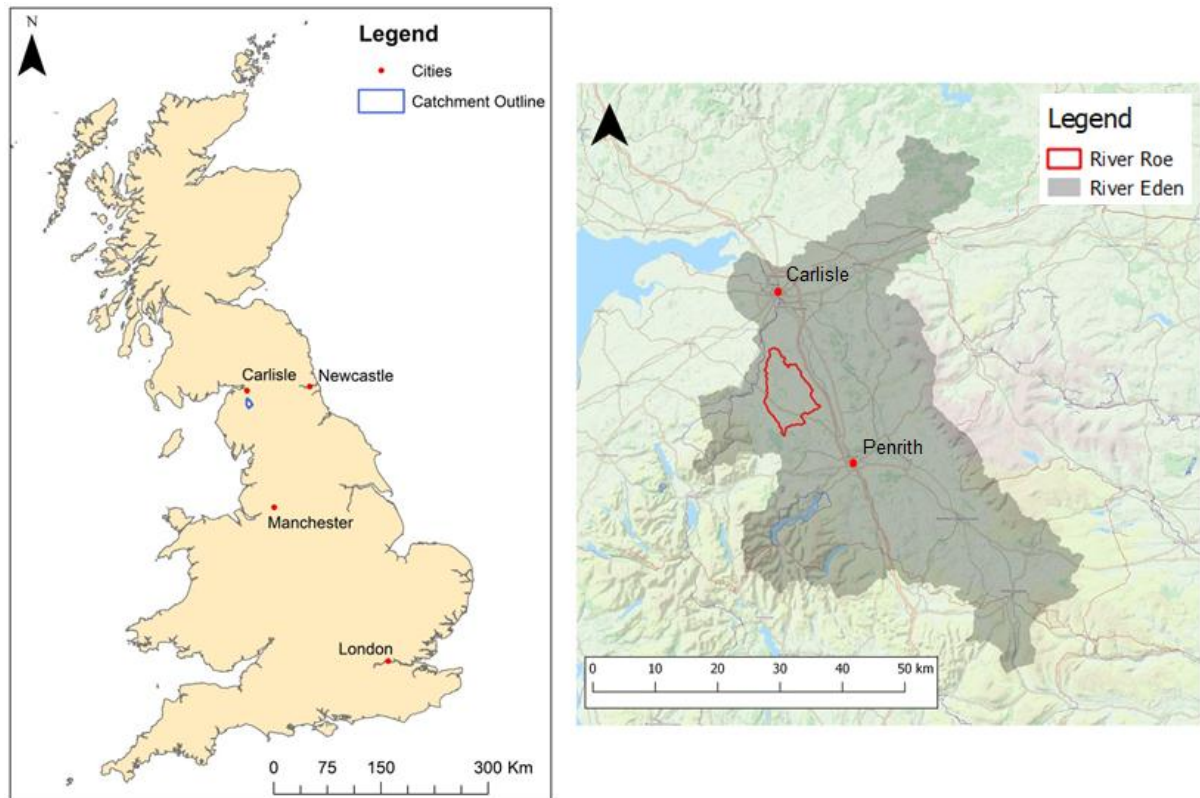 N
Legend
Cities
Catchment Outline
Carlisle
Newcastle
Manchester
London
0 75 150 300 Km
Legend
River Roe
River Eden
Carlisle
Penrith
0 10 20 30 40 50 km